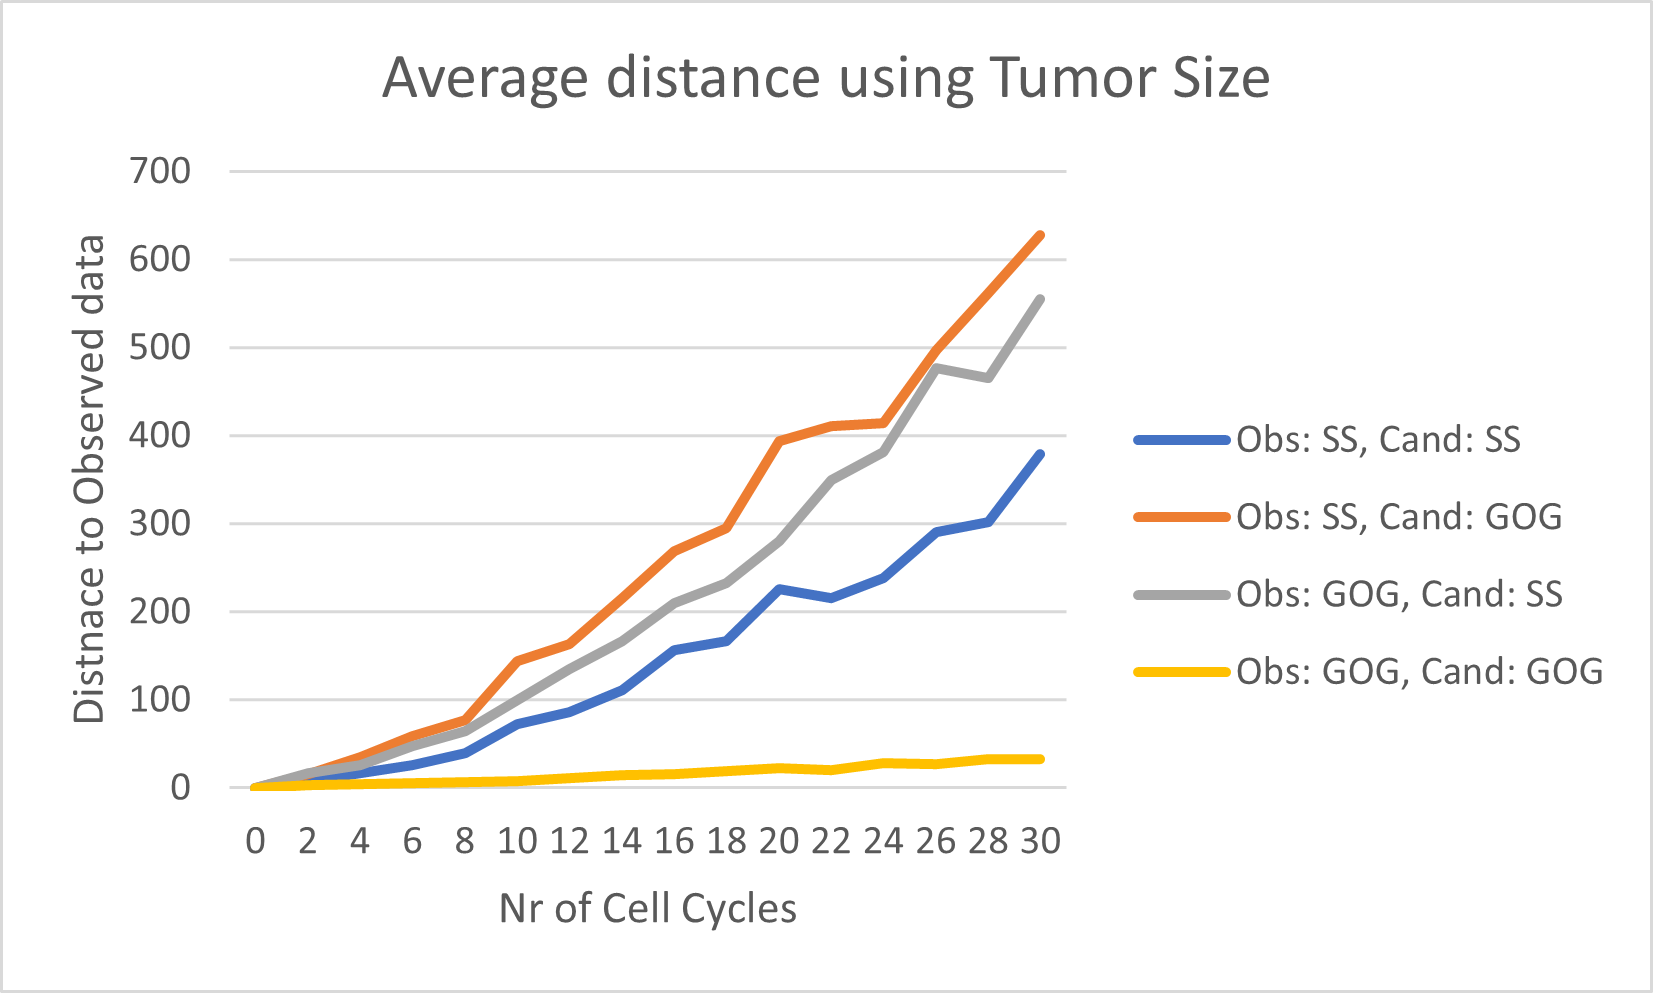 Average distance using Tumor Size
700
600
500
400
300
200
100
0
Distnace to Observed data
0 2 4 6 8 10 12 14 16 18 20 22 24 26 28 30
Nr of Cell Cycles
Obs: SS, Cand: SS
Obs: SS, Cand: GOG
Obs: GOG, Cand: SS
Obs: GOG, Cand: GOG